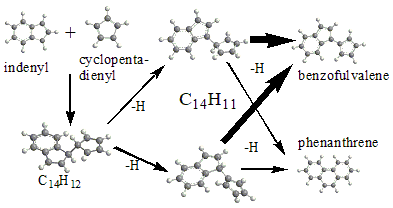 +
indenyl
cyclopenta-
dienyl
-H
benzofulvalene
-H
C14H11
-H
-H
phenanthrene
C14H12